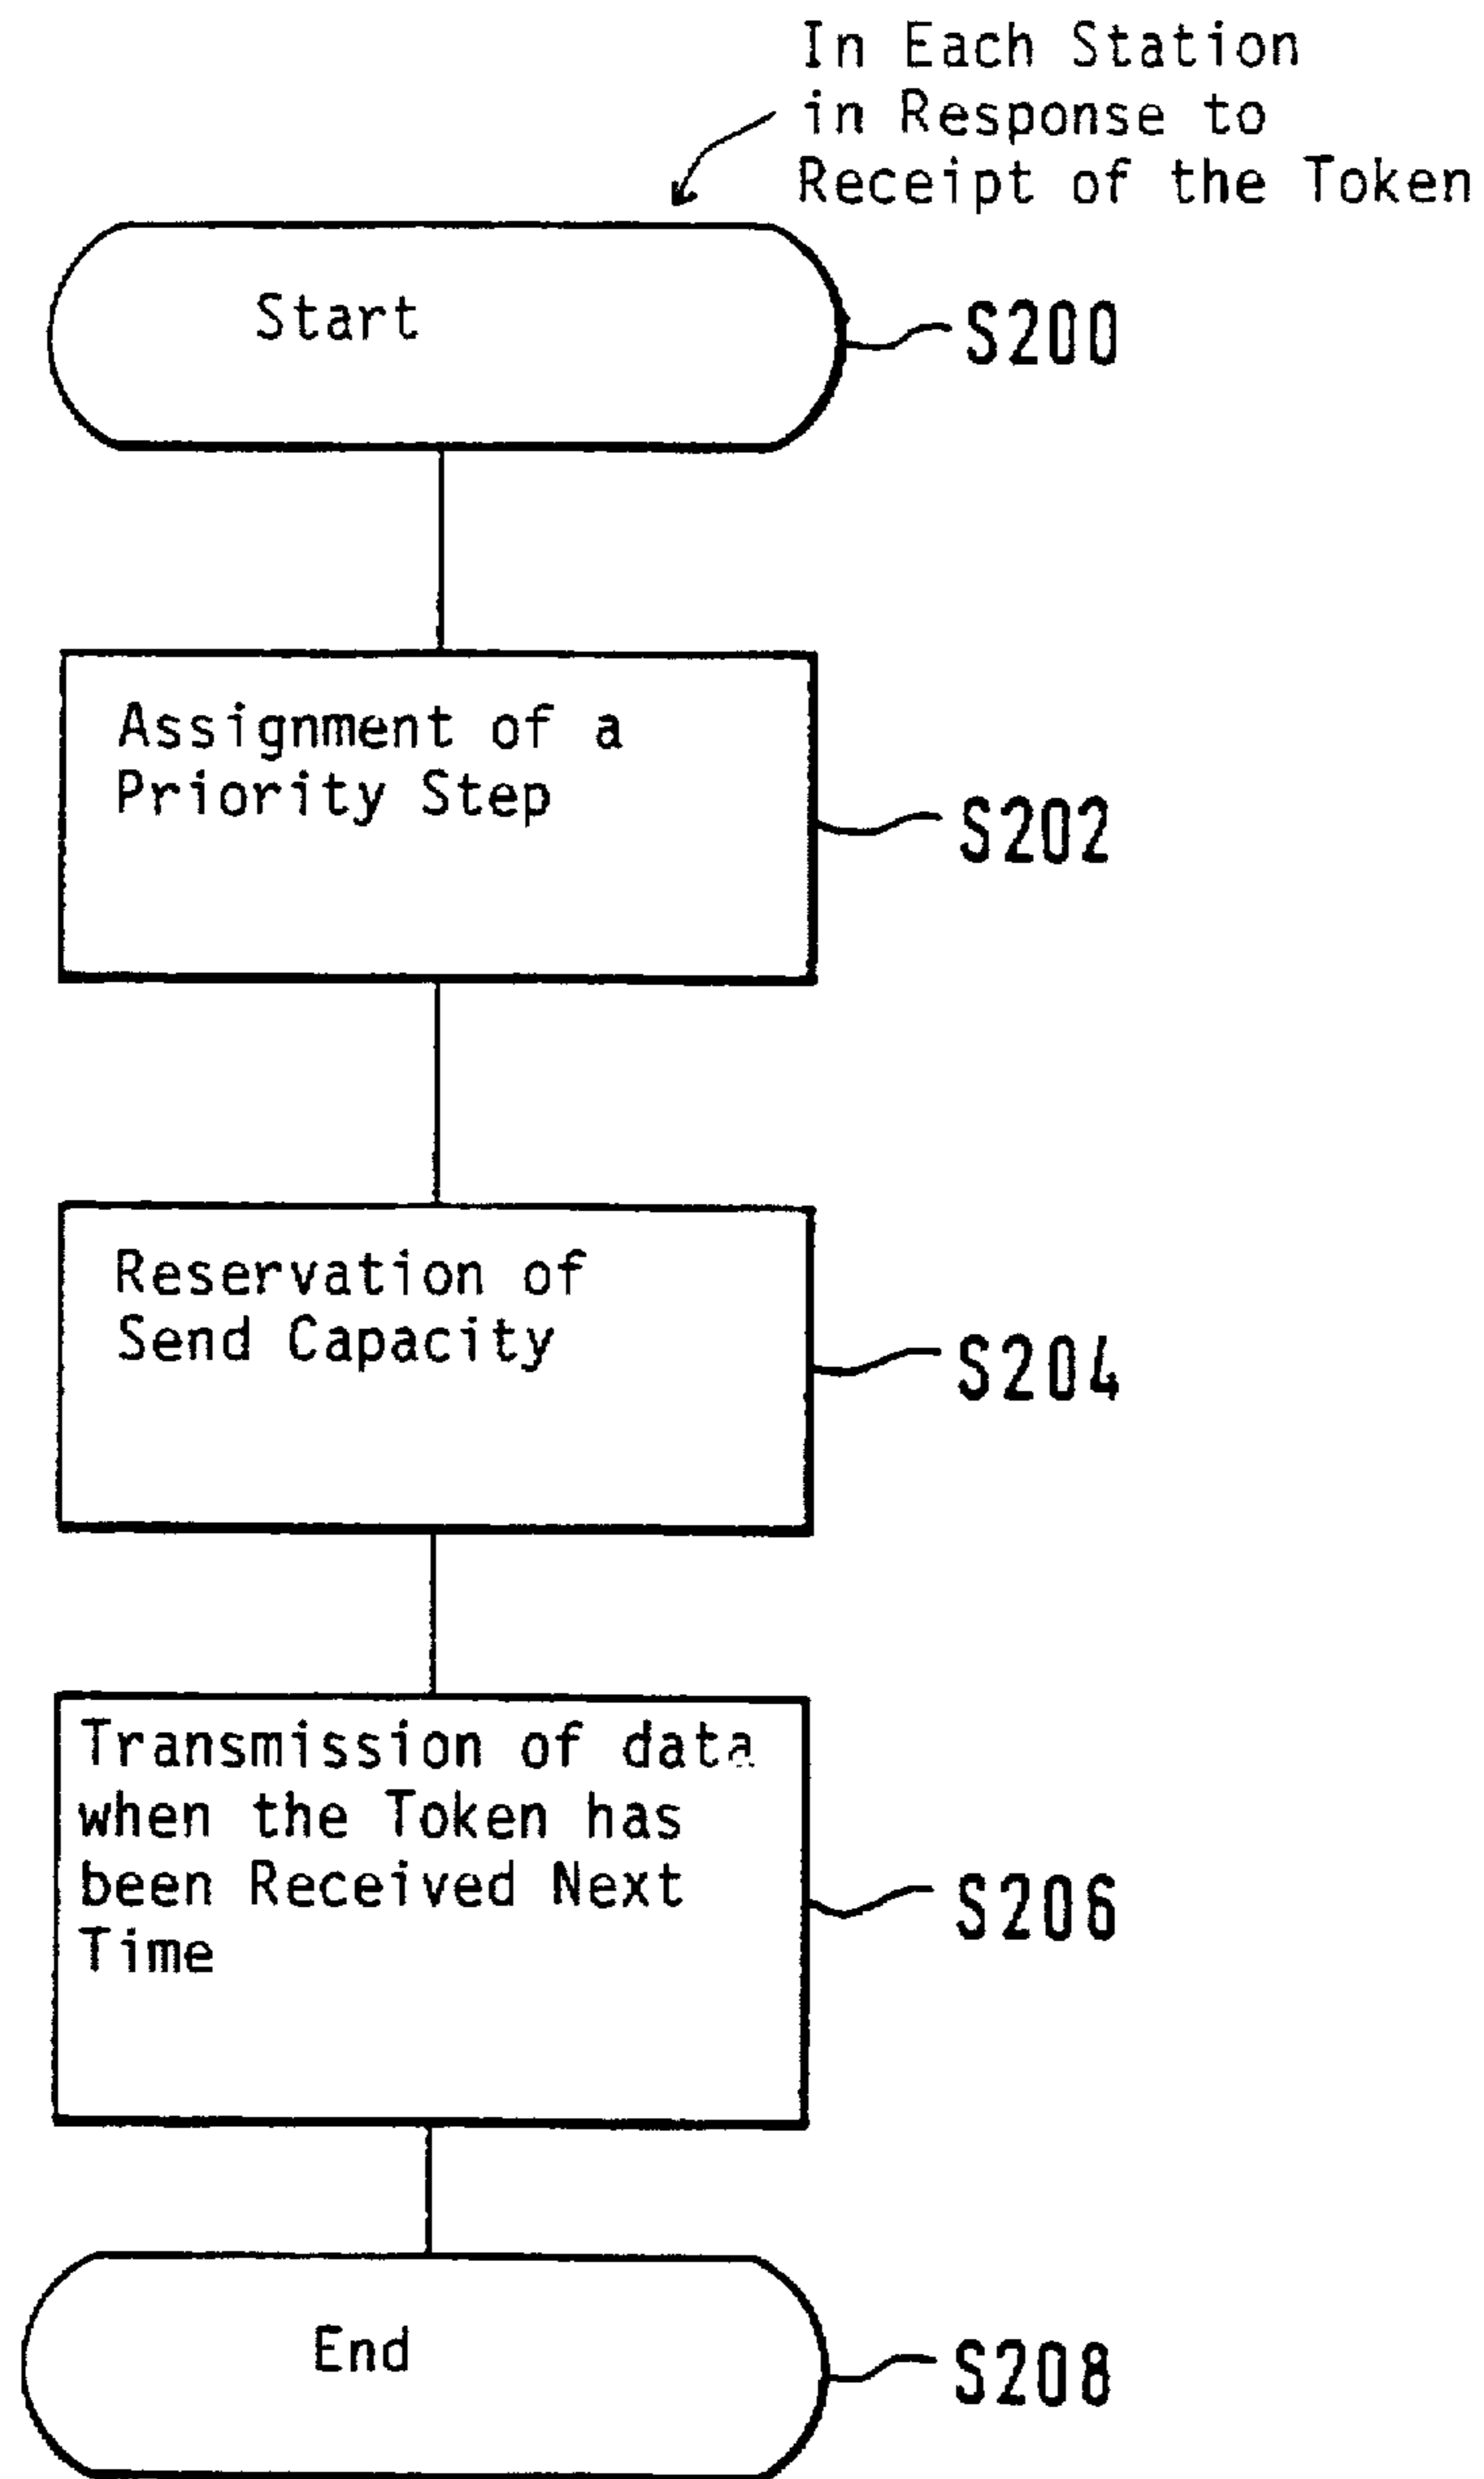 In Each Station
in Response to
Receipt of the Token
Start
S200
Assignment of a
Priority Step
S202
Reservation of
Send Capacity
S204
Transmission of data
when the Token has
been Received Next
Time
S206
End
S208